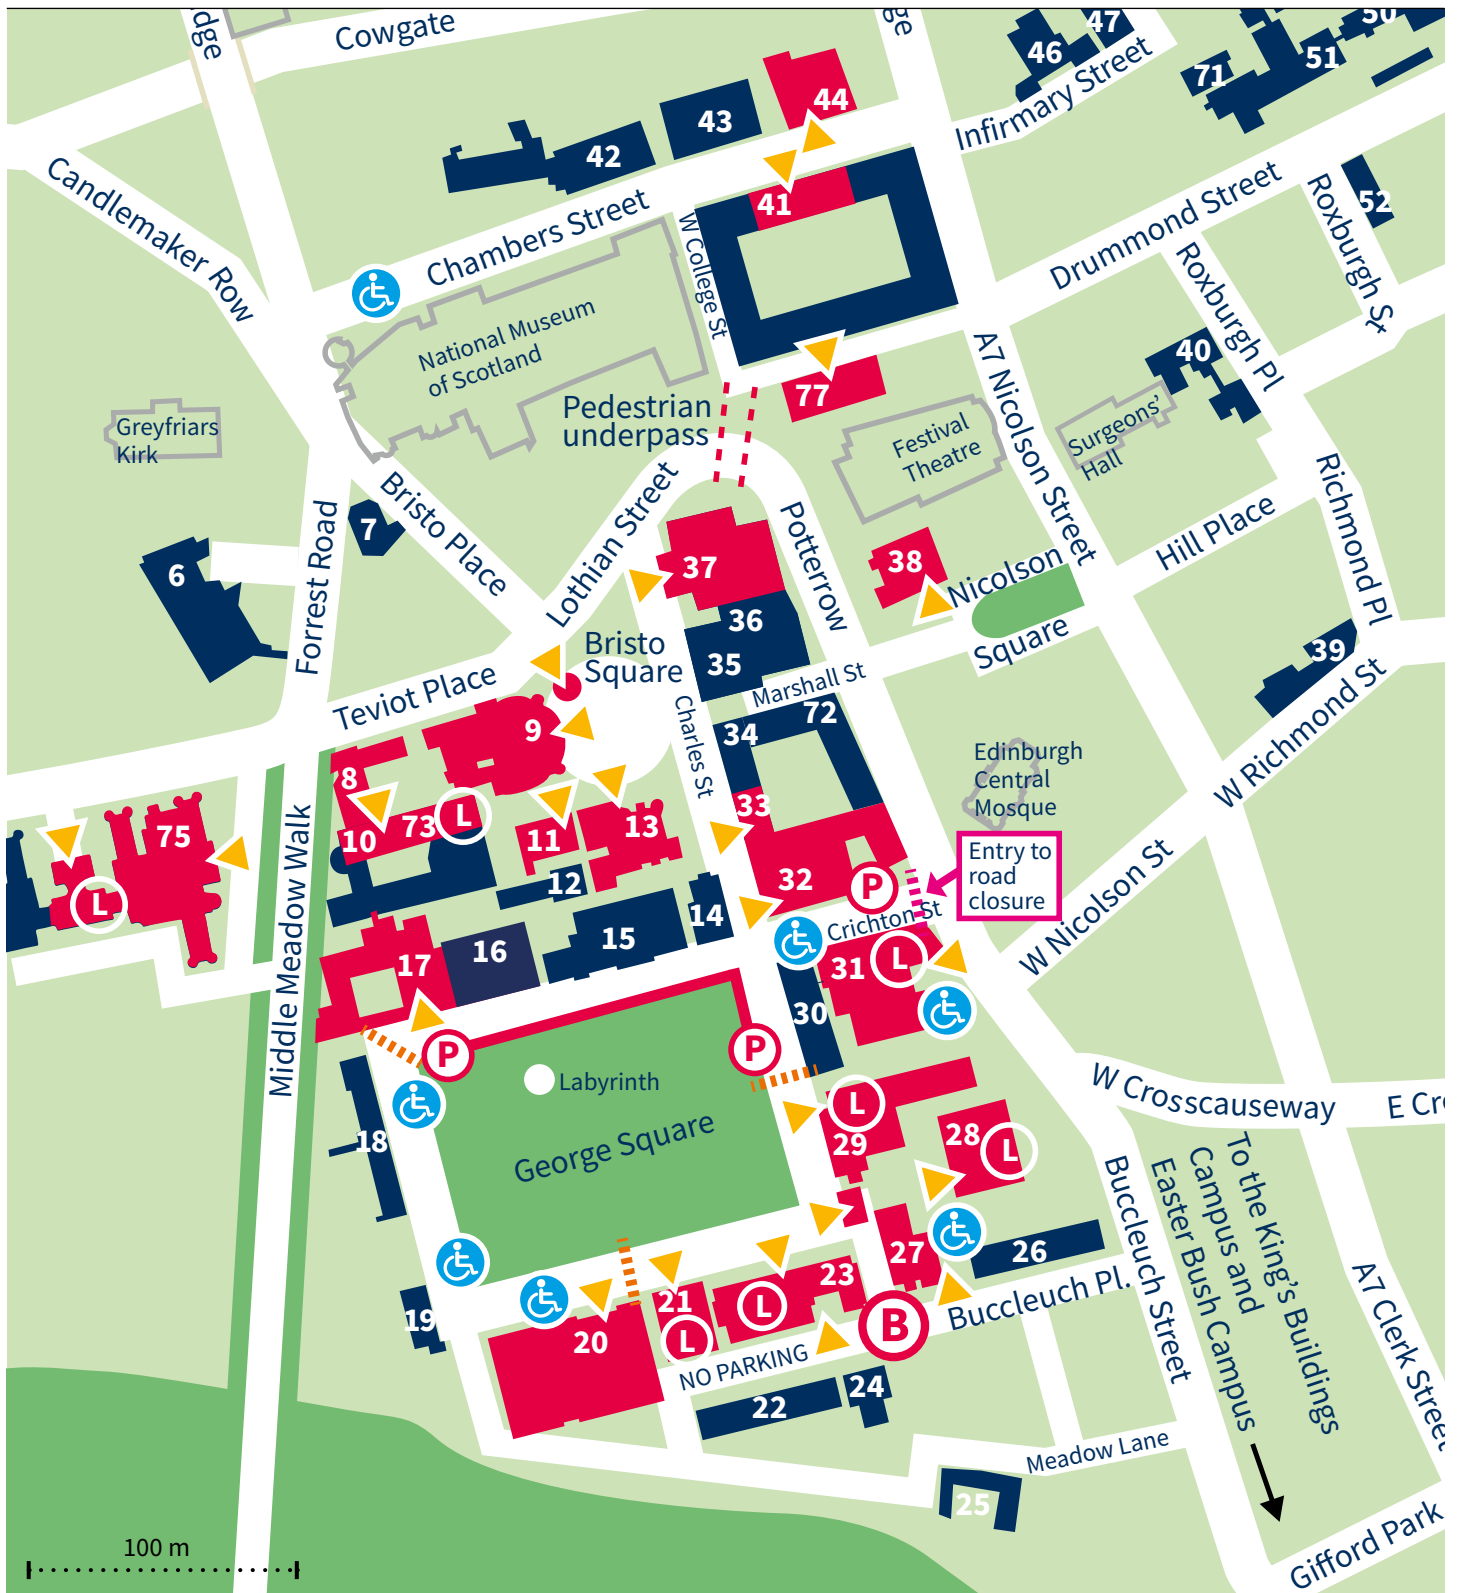 Cowgate
47
46
50
51
71
44
43
42
Infirmary Street
Candlemaker Row
Chambers Street
W College St
41
Drummond Street
Roxburgh St
52
National Museum
of Scotland
A7 Nicolson Street
Roxburgh Pl
40
77
Greyfriars
Kirk
Pedestrian
underpass
Festival
Theatre
Surgeons'
Hall
Bristo Place
7
6
Forrest Road
Lothian Street
37
Potterrow
38
Nicolson
Square
Hill Place
Richmond Pl
36
35
Bristo
Square
Marshall St
39
W Richmond St
Teviot Place
9
Charles St
34
72
Edinburgh
Central
Mosque
8
10
73
L
11
13
33
75
L
Middle Meadow Walk
12
32
P
Entry to
road
closure
14
Crichton St
W Nicolson St
15
16
17
31
L
30
P
P
Labyrinth
George Square
18
L
29
28
L
W Crosscauseway
E Cr
To the King's Buildings
Campus and
Easter Bush Campus
Buccleuch Street
27
26
23
21
L
L
20
19
B
Buccleuch Pl.
NO PARKING
22
24
A7 Clerk Street
Meadow Lane
25
Gifford Park
100 m